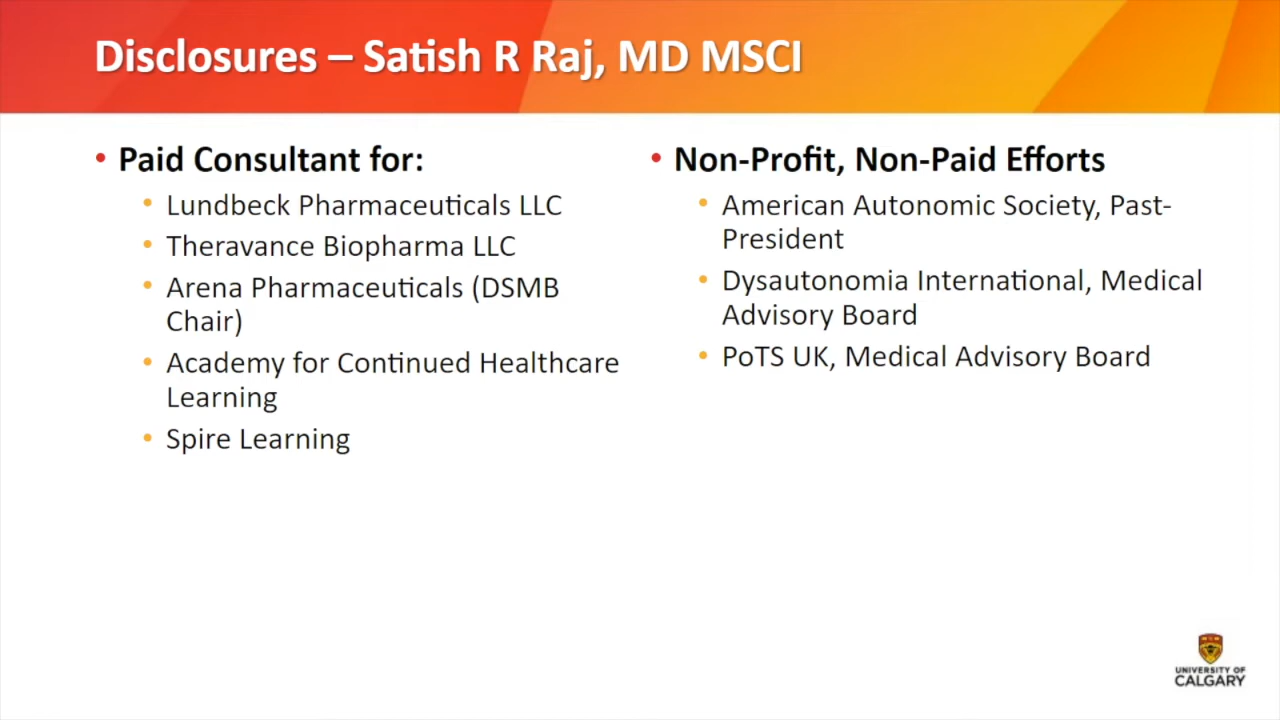 Disclosures – Satish R Raj, MD MSCI
• Paid Consultant for:
• Lundbeck Pharmaceuticals LLC
• Theravance Biopharma LLC
• Arena Pharmaceuticals (DSMB
Chair)
• Academy for Continued Healthcare
Learning
• Spire Learning
• Non-Profit, Non-Paid Efforts
• American Autonomic Society, Past-
President
• Dysautonomia International, Medical
Advisory Board
• PoTS UK, Medical Advisory Board
UNIVERSITY OF
CALGARY